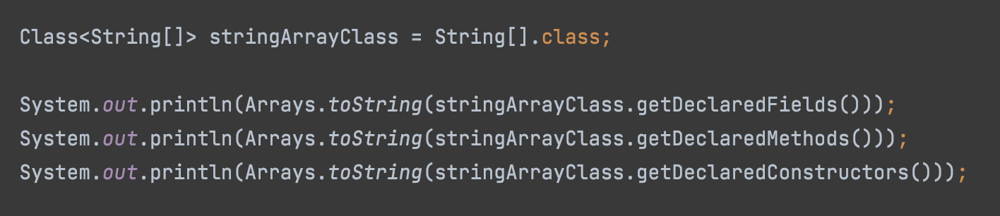 Class<String[]> stringArrayClass = String[].class;
System.out.println(Arrays.toString(stringArrayClass.getDeclaredFields()));
System.out.println(Arrays.toString(stringArrayClass.getDeclaredMethods()));
System.out.println(Arrays.toString(stringArrayClass.getDeclaredConstructors()));